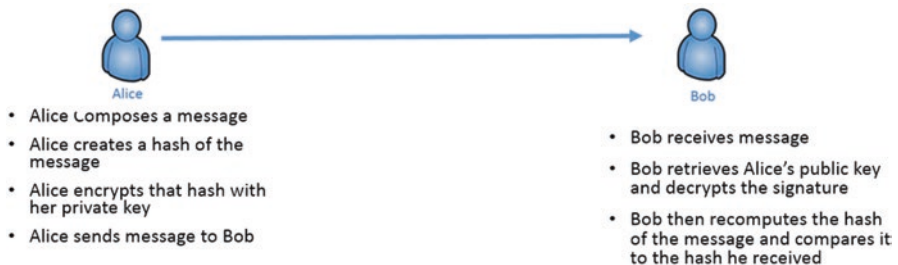 Alice
• Alice Composes a message
• Alice creates a hash of the
message
• Alice encrypts that hash with
her private key
• Alice sends message to Bob
Bob
• Bob receives message
• Bob retrieves Alice's public key
and decrypts the signature
• Bob then recomputes the hash
of the message and compares it
to the hash he received